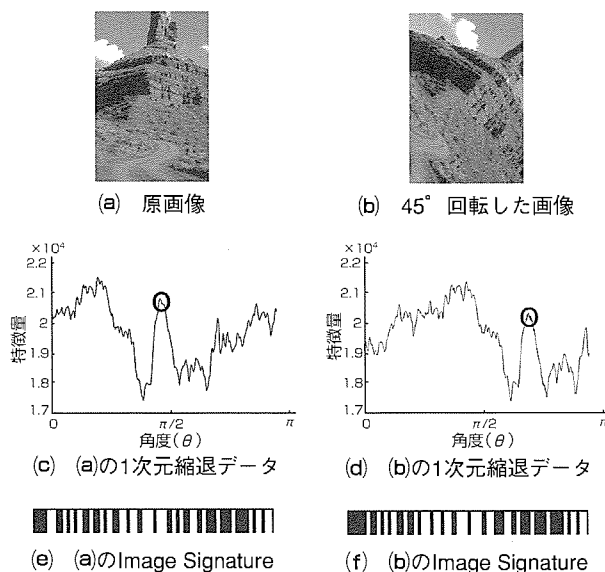 (a) 原画像
(b) 45° 回転した画像
×10⁴
2.2
2.1
2
1.9
1.8
1.7
特徴量
0
π/2
π
角度(θ)
(c) (a)の1次元縮退データ
×10⁴
2.2
2.1
2
1.9
1.8
1.7
特徴量
0
π/2
π
角度(θ)
(d) (b)の1次元縮退データ
(e) (a)のImage Signature
(f) (b)のImage Signature